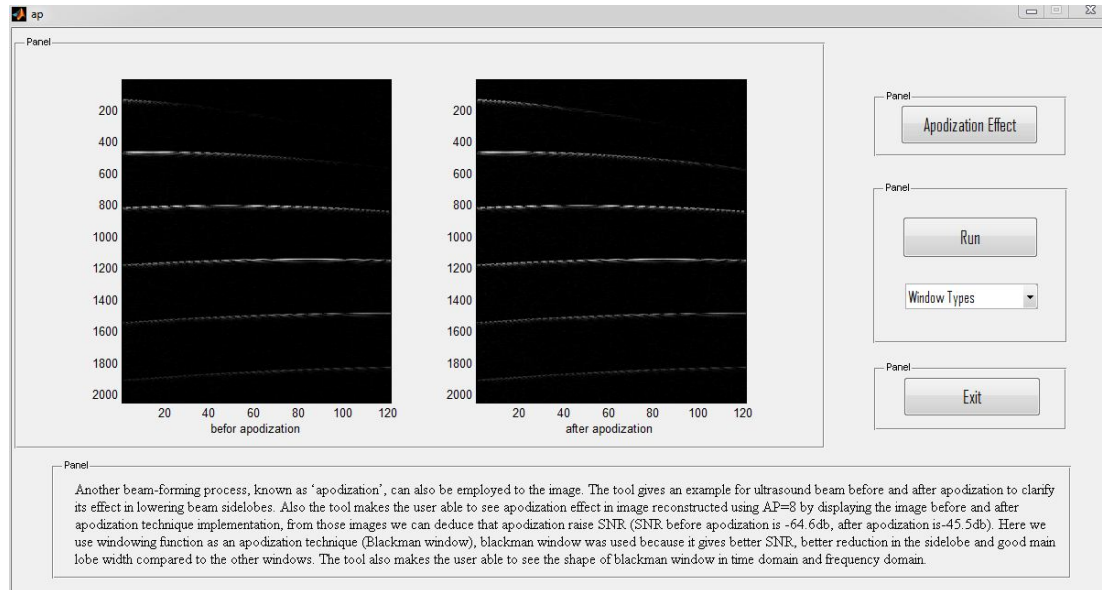 ap
Panel
200
400
600
800
1000
1200
1400
1600
1800
2000
20 40 60 80 100 120
befor apodization
200
400
600
800
1000
1200
1400
1600
1800
2000
20 40 60 80 100 120
after apodization
Panel
Apodization Effect
Panel
Run
Window Types
Panel
Exit
Panel
Another beam-forming process, known as ‘apodization’, can also be employed to the image. The tool gives an example for ultrasound beam before and after apodization to clarify
its effect in lowering beam sidelobes. Also the tool makes the user able to see apodization effect in image reconstructed using AP=8 by displaying the image before and after
apodization technique implementation, from those images we can deduce that apodization raise SNR (SNR before apodization is -64.6db, after apodization is-45.5db). Here we
use windowing function as an apodization technique (Blackman window), blackman window was used because it gives better SNR, better reduction in the sidelobe and good main
lobe width compared to the other windows. The tool also makes the user able to see the shape of blackman window in time domain and frequency domain.